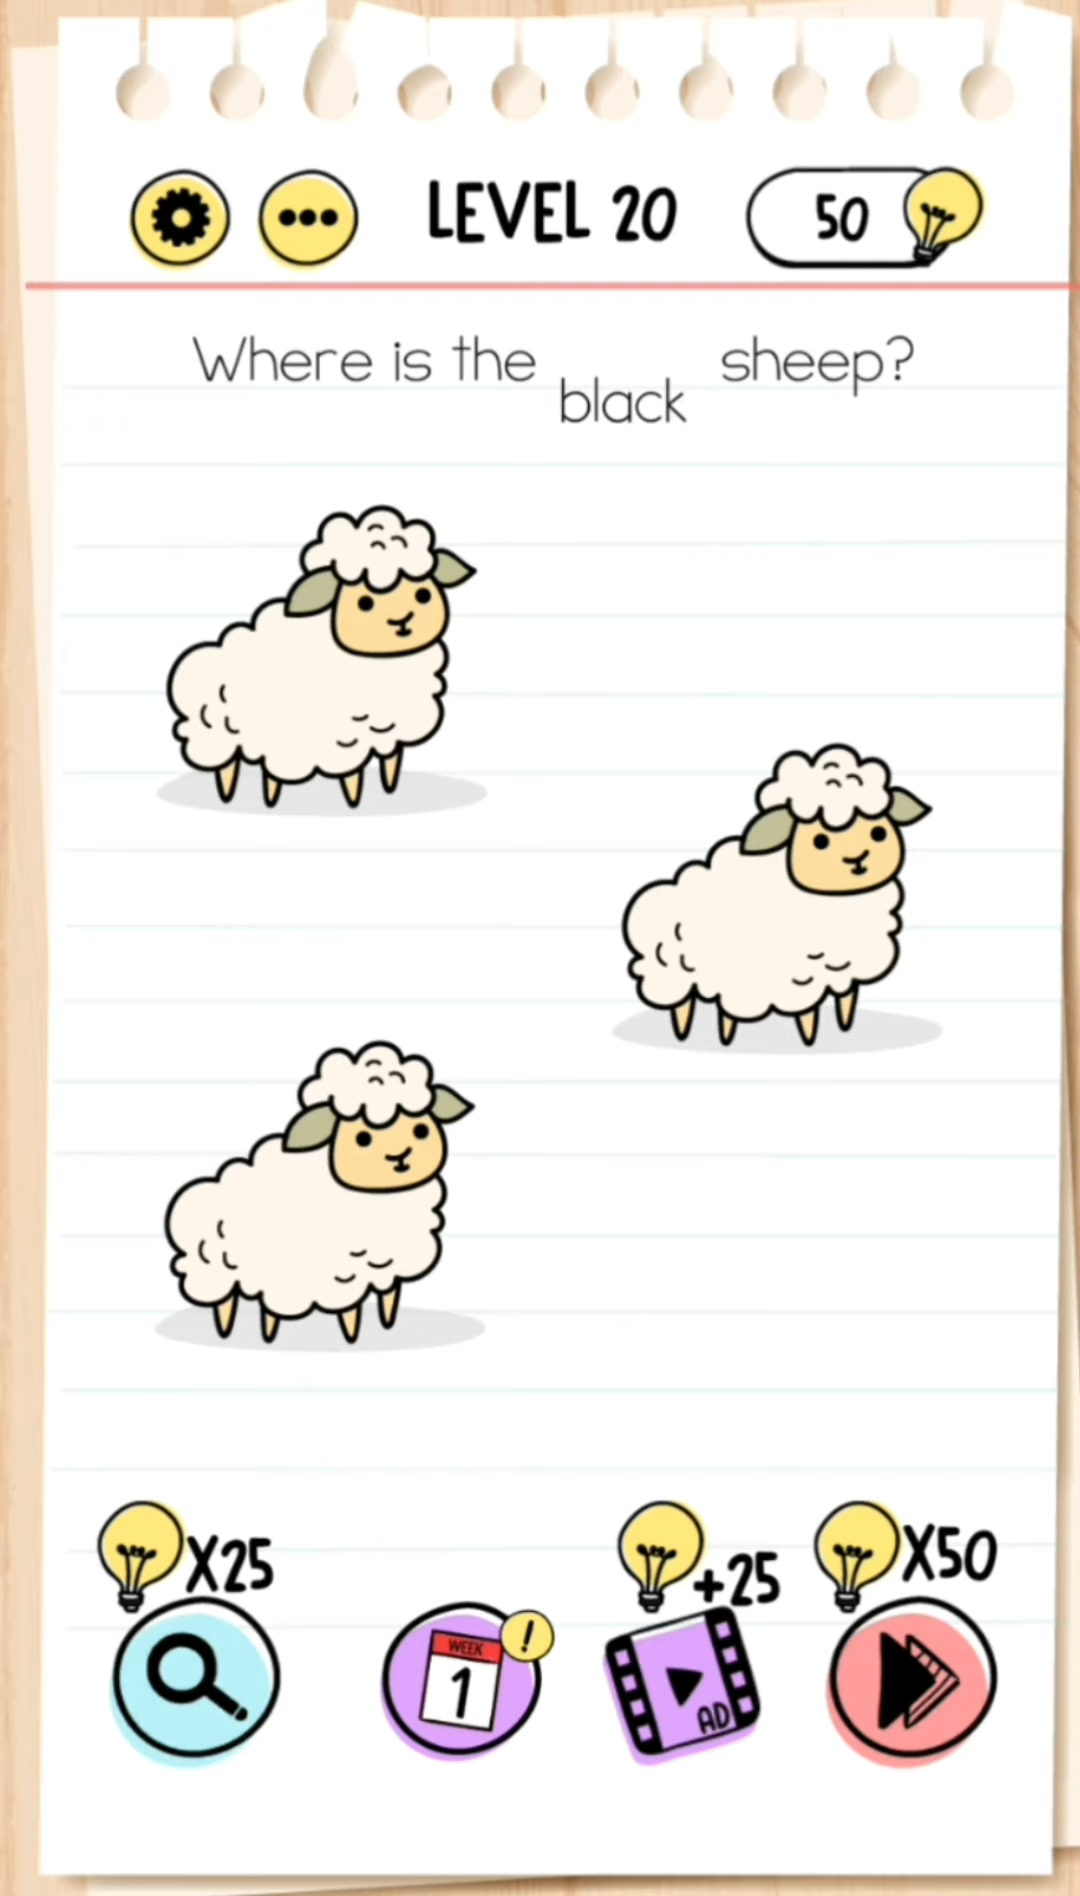 LEVEL 20
50
Where is the black sheep?
X25
+25
X50
WEEK
!
1
AD